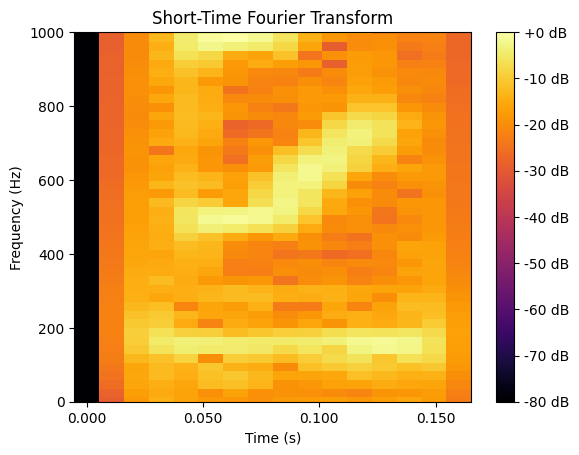 Short-Time Fourier Transform
1000
800
600
400
200
0
Frequency (Hz)
0.000
0.050
0.100
0.150
Time (s)
+0 dB
-10 dB
-20 dB
-30 dB
-40 dB
-50 dB
-60 dB
-70 dB
-80 dB